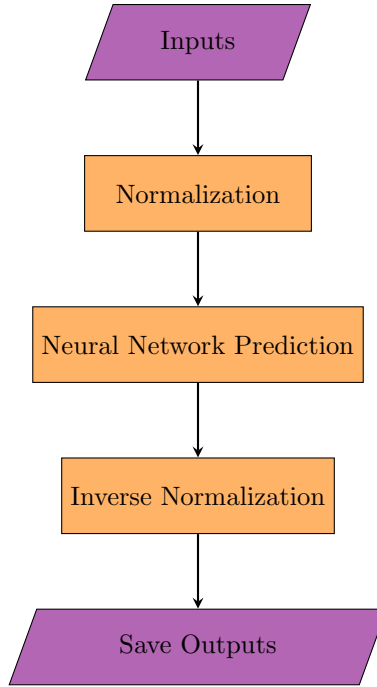 Inputs
Normalization
Neural Network Prediction
Inverse Normalization
Save Outputs